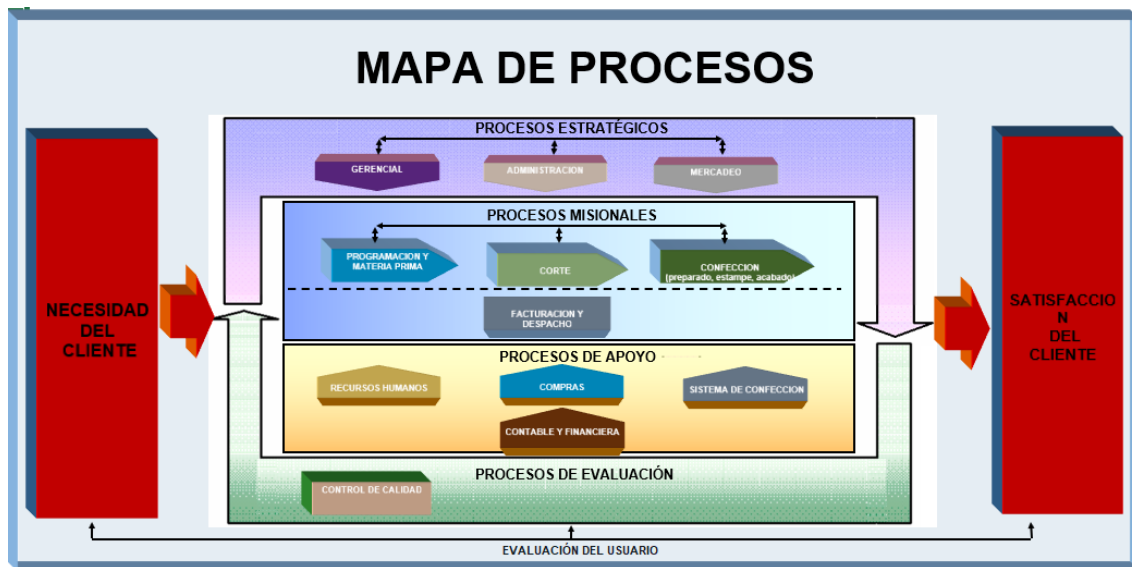 MAPA DE PROCESOS
PROCESOS ESTRATÉGICOS
GERENCIAL
ADMINISTRACION
MERCADEO
PROCESOS MISIONALES
PROGRAMACION Y
MATERIA PRIMA
CORTE
CONFECCION
(preparado, estampe, acabado)
FACTURACION Y
DESPACHO
NECESIDAD
DEL
CLIENTE
SATISFACCIO
N
DEL
CLIENTE
PROCESOS DE APOYO
RECURSOS HUMANOS
COMPRAS
SISTEMA DE CONFECCION
CONTABLE Y FINANCIERA
PROCESOS DE EVALUACIÓN
CONTROL DE CALIDAD
EVALUACIÓN DEL USUARIO